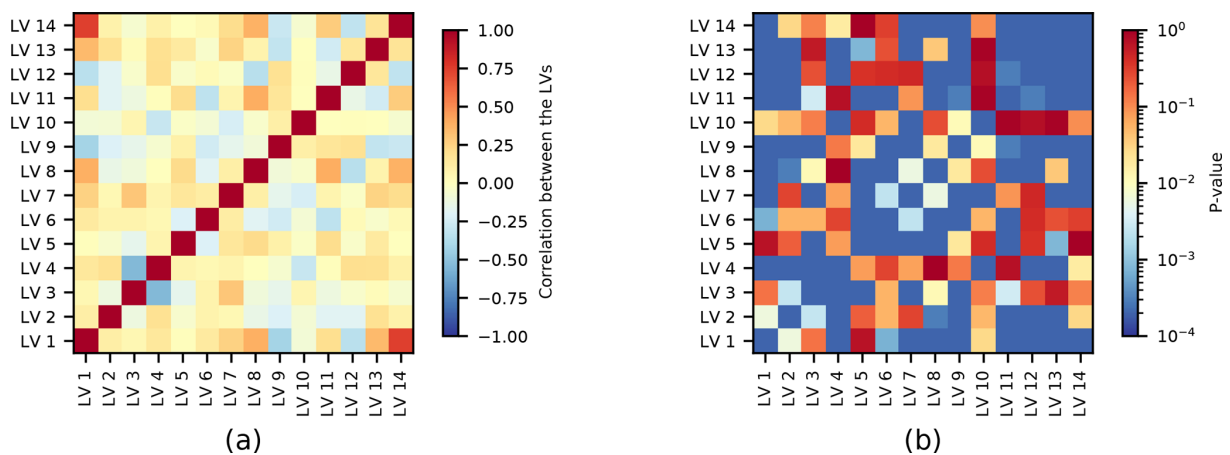 LV 14
LV 13
LV 12
LV 11
LV 10
LV 9
LV 8
LV 7
LV 6
LV 5
LV 4
LV 3
LV 2
LV 1
LV 1
LV 2
LV 3
LV 4
LV 5
LV 6
LV 7
LV 8
LV 9
LV 10
LV 11
LV 12
LV 13
LV 14
1.00
0.75
0.50
0.25
0.00
−0.25
−0.50
−0.75
−1.00
Correlation between the LVs
(a)
LV 14
LV 13
LV 12
LV 11
LV 10
LV 9
LV 8
LV 7
LV 6
LV 5
LV 4
LV 3
LV 2
LV 1
LV 1
LV 2
LV 3
LV 4
LV 5
LV 6
LV 7
LV 8
LV 9
LV 10
LV 11
LV 12
LV 13
LV 14
10⁰
10⁻¹
10⁻²
10⁻³
10⁻⁴
P-value
(b)